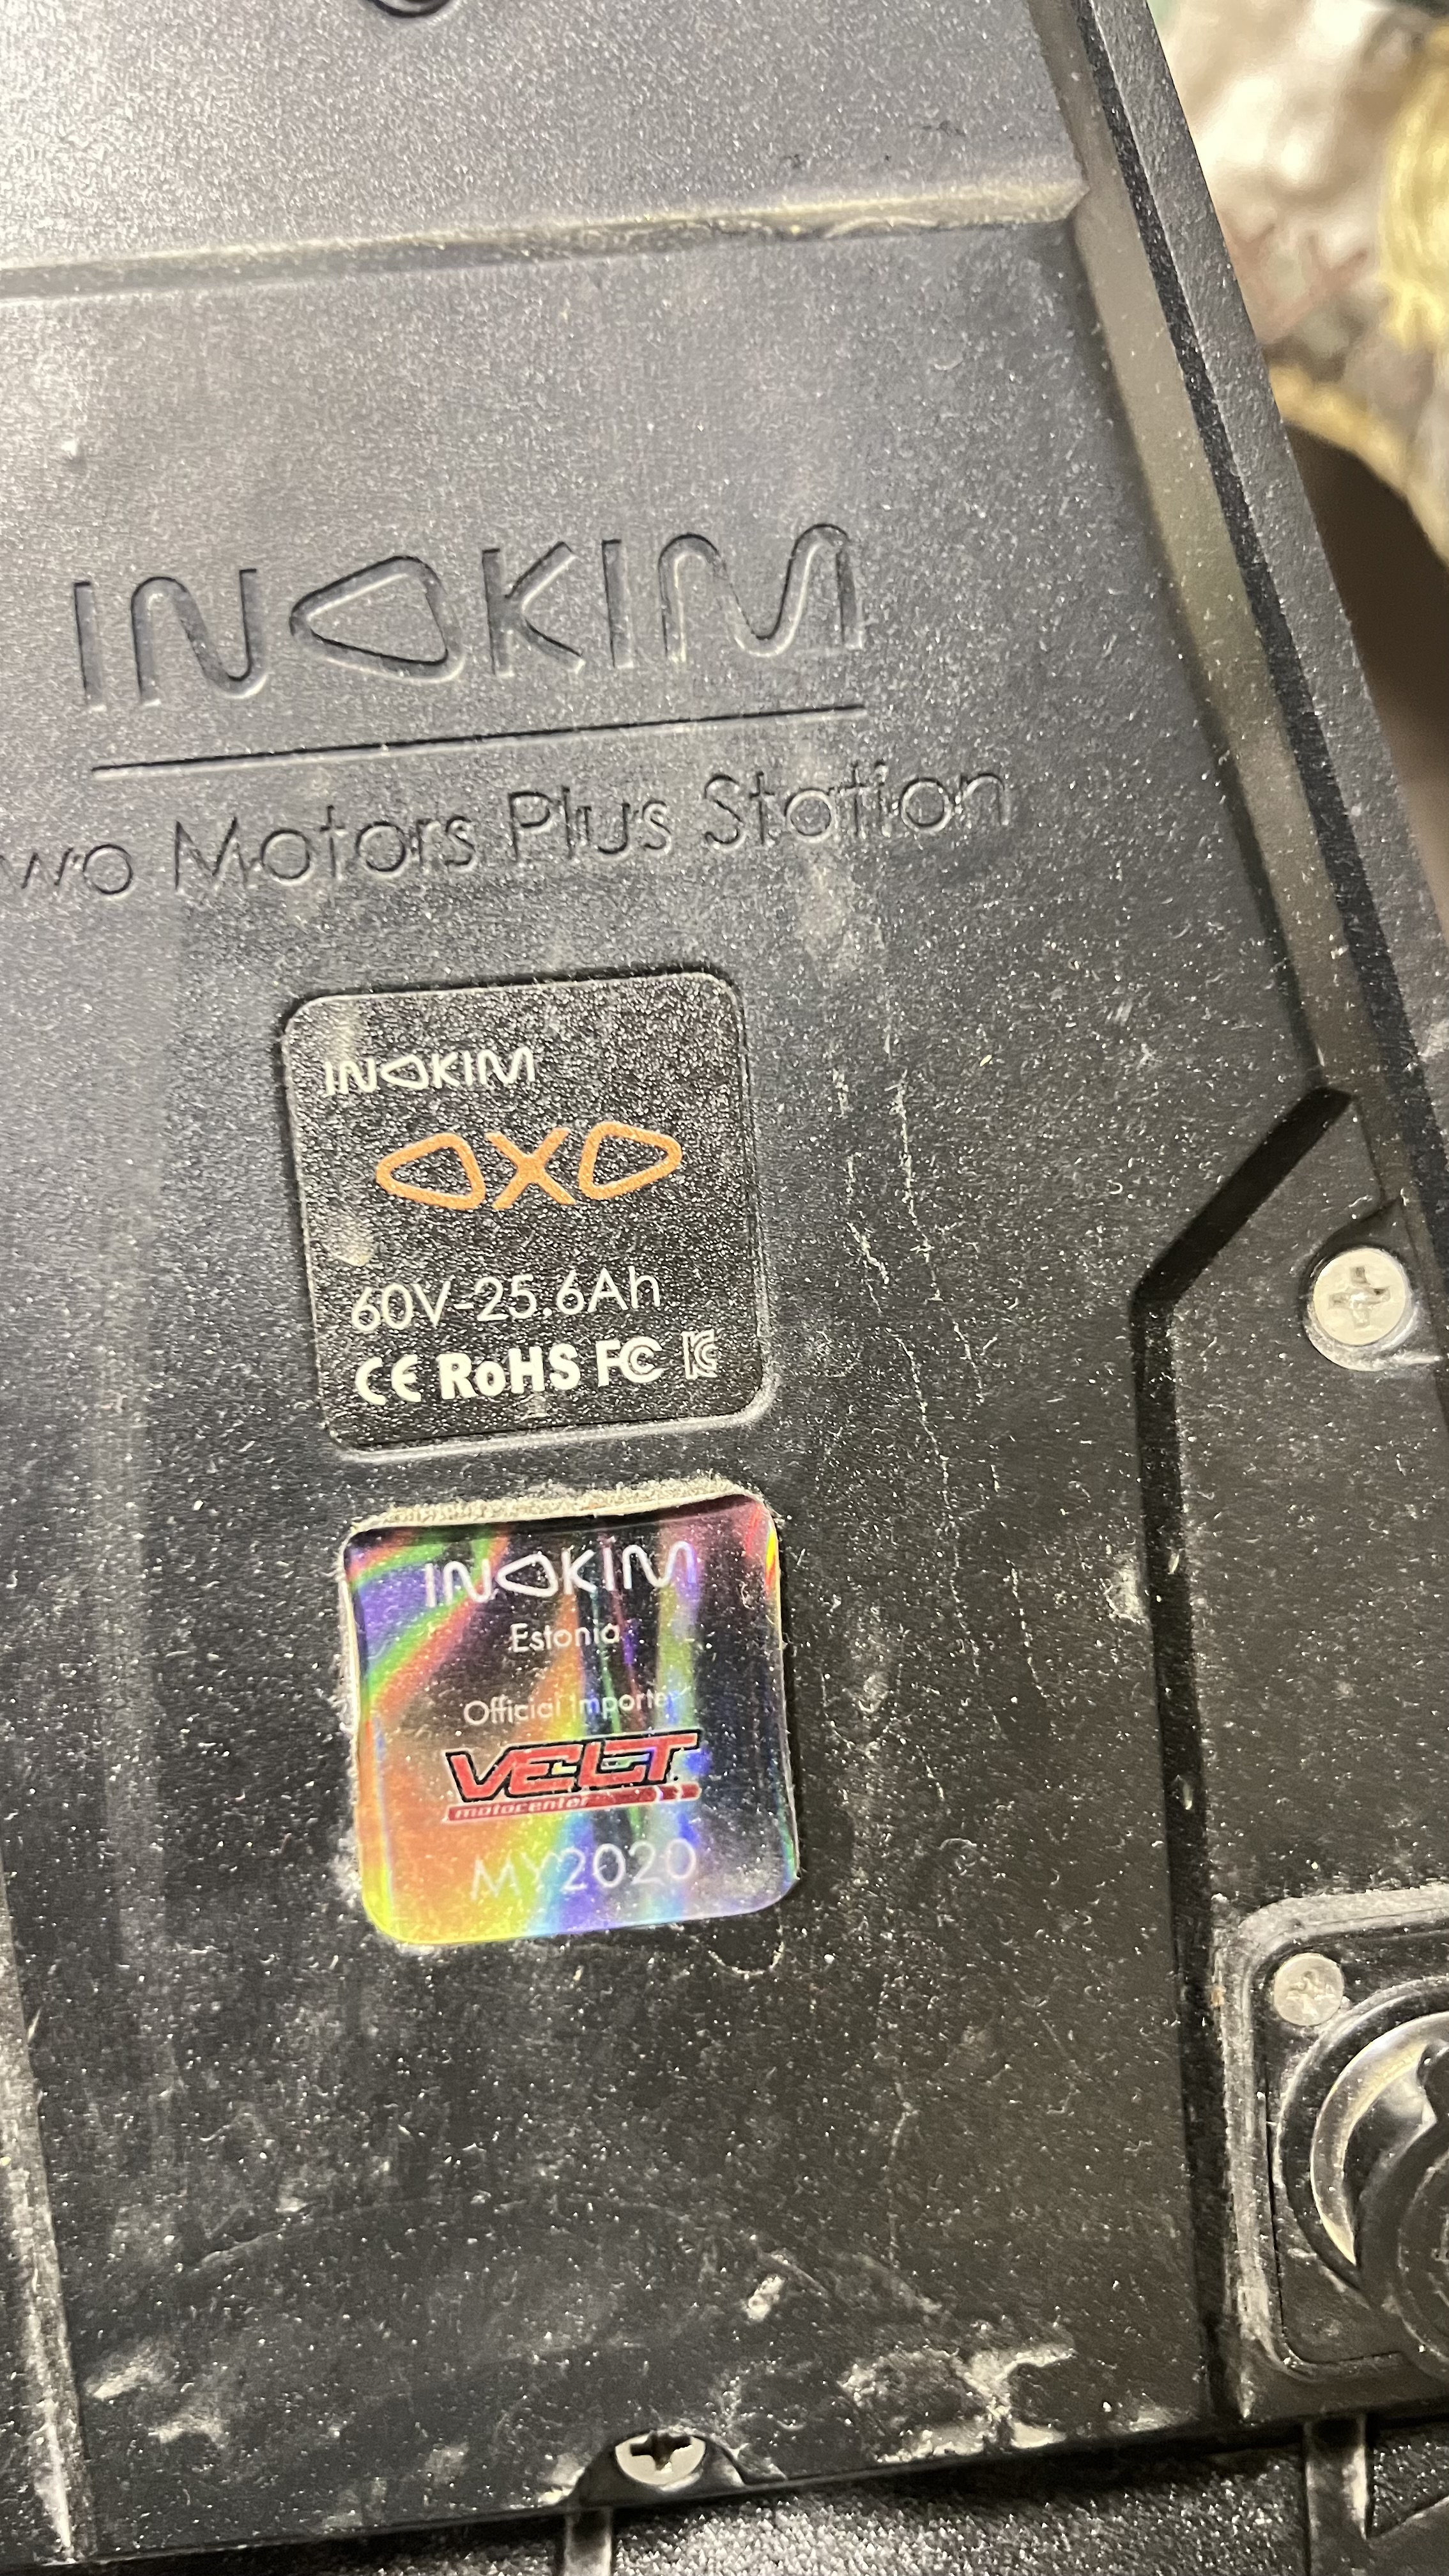 INOKIM
wo Motors Plus Station
INOKIM
OXO
60V-25.6Ah
CE RoHS FC
INOKIM
Estonia
Official Importe
VELT
motorcenter
MY2020